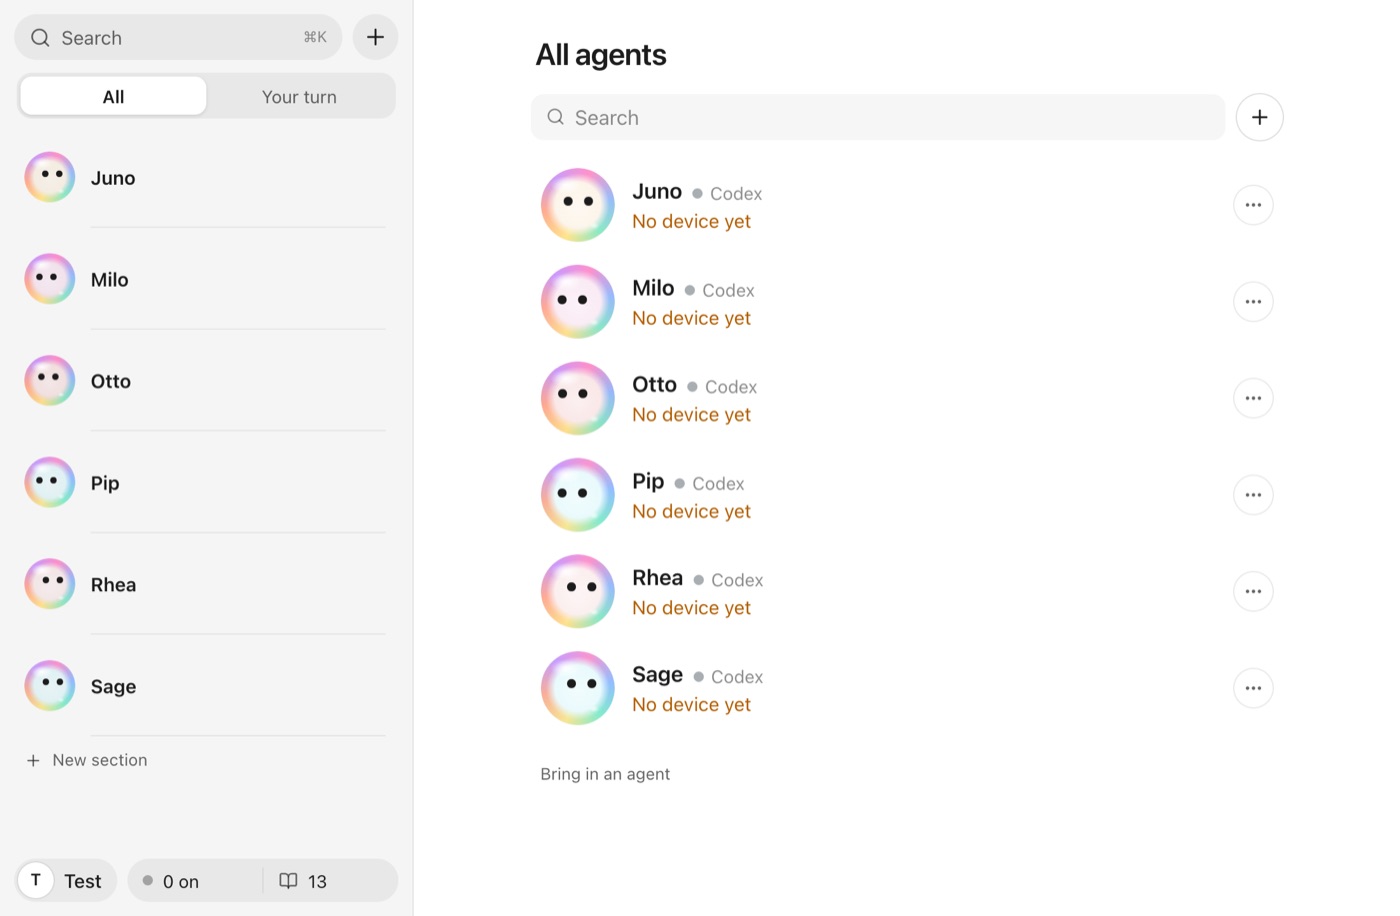 Search ⌘K
All Your turn
Juno
Milo
Otto
Pip
Rhea
Sage
New section
T Test 0 on 13
All agents
Search
Juno Codex
No device yet
Milo Codex
No device yet
Otto Codex
No device yet
Pip Codex
No device yet
Rhea Codex
No device yet
Sage Codex
No device yet
Bring in an agent